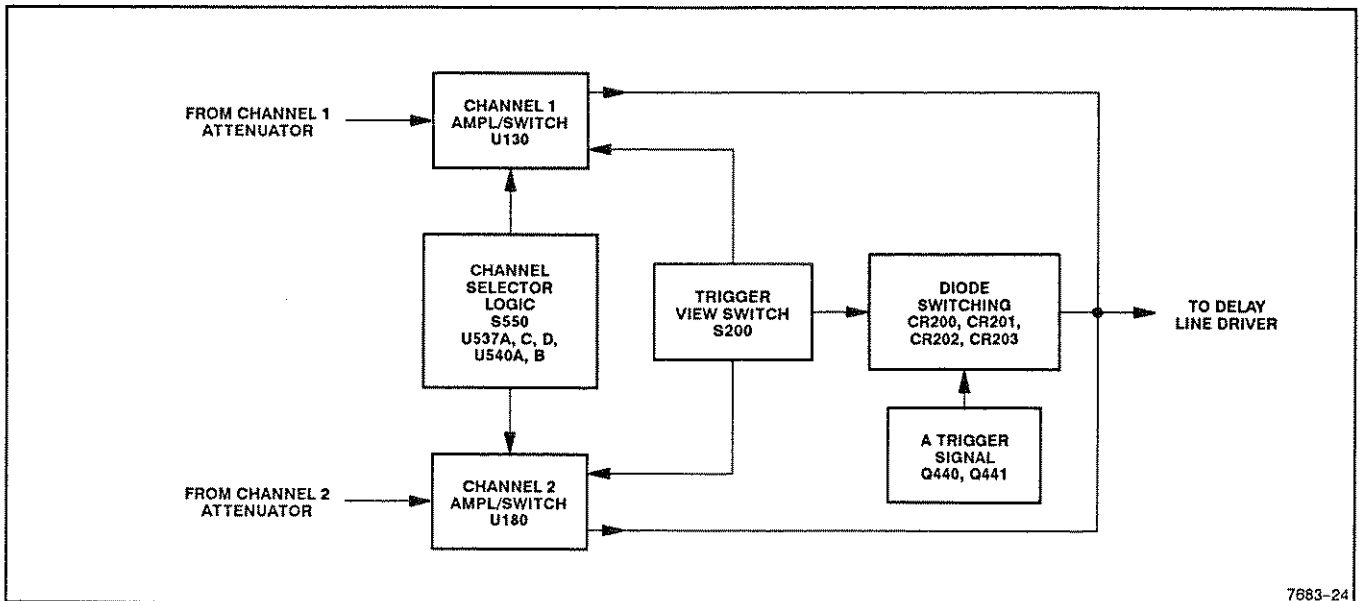 CHANNEL 1
AMPL/SWITCH
U130
FROM CHANNEL 1
ATTENUATOR
CHANNEL
SELECTOR
LOGIC
S550
U537A, C, D,
U540A, B
TRIGGER
VIEW SWITCH
S200
DIODE
SWITCHING
CR200, CR201,
CR202, CR203
TO DELAY
LINE DRIVER
A TRIGGER
SIGNAL
Q440, Q441
FROM CHANNEL 2
ATTENUATOR
CHANNEL 2
AMPL/SWITCH
U180
7683-24